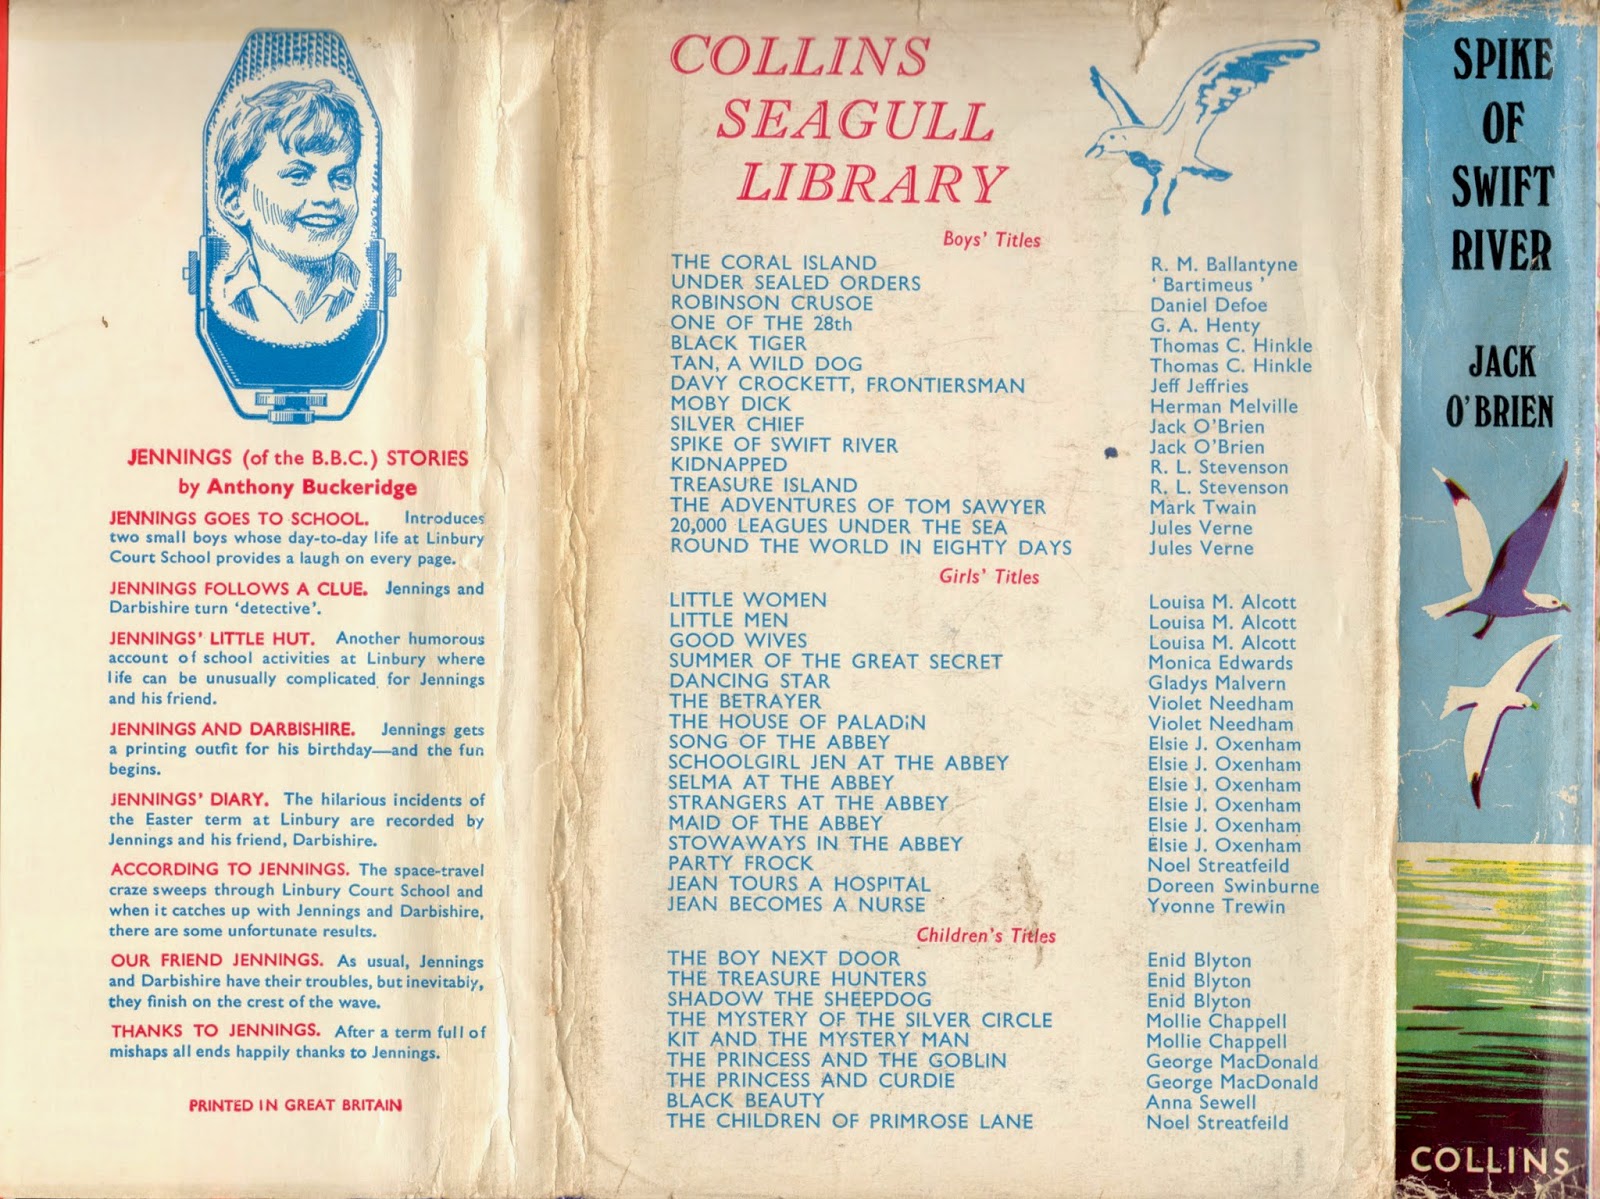 JENNINGS (of the B.B.C.) STORIES
by Anthony Buckeridge
JENNINGS GOES TO SCHOOL. Introduces
two small boys whose day-to-day life at Linbury
Court School provides a laugh on every page.
JENNINGS FOLLOWS A CLUE. Jennings and
Darbishire turn 'detective'.
JENNINGS' LITTLE HUT. Another humorous
account of school activities at Linbury where
life can be unusually complicated for Jennings
and his friend.
JENNINGS AND DARBISHIRE. Jennings gets
a printing outfit for his birthday—and the fun
begins.
JENNINGS' DIARY. The hilarious incidents of
the Easter term at Linbury are recorded by
Jennings and his friend, Darbishire.
ACCORDING TO JENNINGS. The space-travel
craze sweeps through Linbury Court School and
when it catches up with Jennings and Darbishire,
there are some unfortunate results.
OUR FRIEND JENNINGS. As usual, Jennings
and Darbishire have their troubles, but inevitably,
they finish on the crest of the wave.
THANKS TO JENNINGS. After a term full of
mishaps all ends happily thanks to Jennings.
PRINTED IN GREAT BRITAIN
COLLINS
SEAGULL
LIBRARY
Boys' Titles
THE CORAL ISLAND R. M. Ballantyne
UNDER SEALED ORDERS 'Bartimeus'
ROBINSON CRUSOE Daniel Defoe
ONE OF THE 28th G. A. Henty
BLACK TIGER Thomas C. Hinkle
TAN, A WILD DOG Thomas C. Hinkle
DAVY CROCKETT, FRONTIERSMAN Jeff Jeffries
MOBY DICK Herman Melville
SILVER CHIEF Jack O'Brien
SPIKE OF SWIFT RIVER Jack O'Brien
KIDNAPPED R. L. Stevenson
TREASURE ISLAND R. L. Stevenson
THE ADVENTURES OF TOM SAWYER Mark Twain
20,000 LEAGUES UNDER THE SEA Jules Verne
ROUND THE WORLD IN EIGHTY DAYS Jules Verne
Girls' Titles
LITTLE WOMEN Louisa M. Alcott
LITTLE MEN Louisa M. Alcott
GOOD WIVES Louisa M. Alcott
SUMMER OF THE GREAT SECRET Monica Edwards
DANCING STAR Gladys Malvern
THE BETRAYER Violet Needham
THE HOUSE OF PALADiN Violet Needham
SONG OF THE ABBEY Elsie J. Oxenham
SCHOOLGIRL JEN AT THE ABBEY Elsie J. Oxenham
SELMA AT THE ABBEY Elsie J. Oxenham
STRANGERS AT THE ABBEY Elsie J. Oxenham
MAID OF THE ABBEY Elsie J. Oxenham
STOWAWAYS IN THE ABBEY Elsie J. Oxenham
PARTY FROCK Noel Streatfeild
JEAN TOURS A HOSPITAL Doreen Swinburne
JEAN BECOMES A NURSE Yvonne Trewin
Children's Titles
THE BOY NEXT DOOR Enid Blyton
THE TREASURE HUNTERS Enid Blyton
SHADOW THE SHEEPDOG Enid Blyton
THE MYSTERY OF THE SILVER CIRCLE Mollie Chappell
KIT AND THE MYSTERY MAN Mollie Chappell
THE PRINCESS AND THE GOBLIN George MacDonald
THE PRINCESS AND CURDIE George MacDonald
BLACK BEAUTY Anna Sewell
THE CHILDREN OF PRIMROSE LANE Noel Streatfeild
SPIKE
OF
SWIFT
RIVER
JACK
O'BRIEN
COLLINS